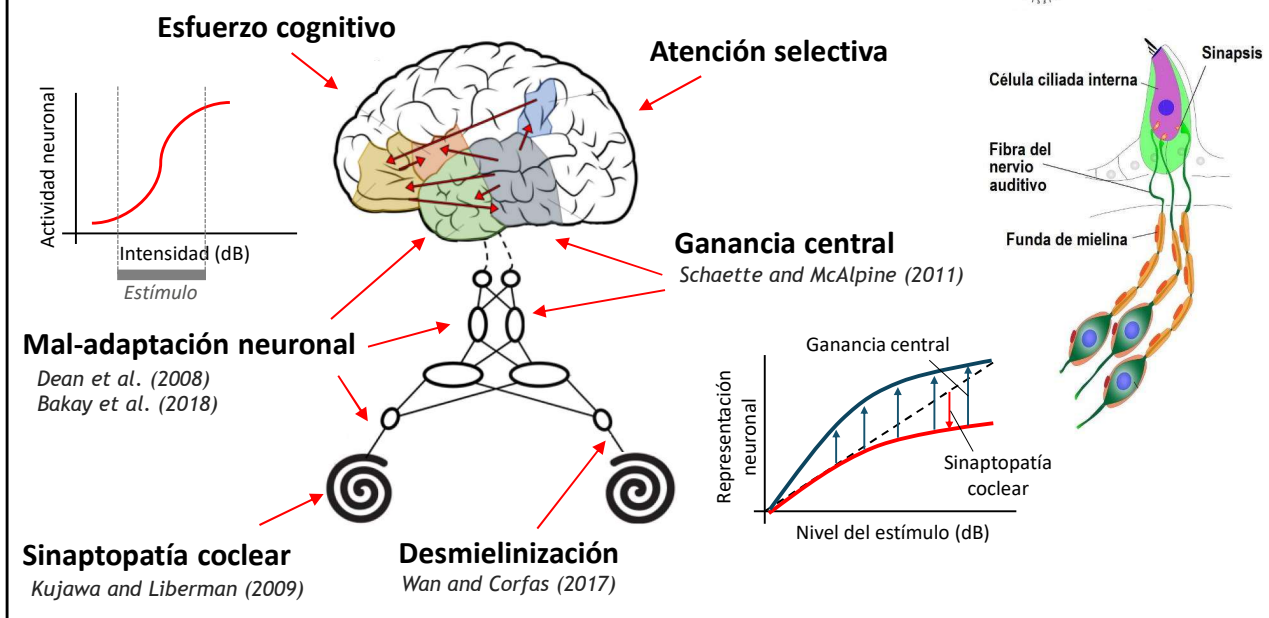 Esfuerzo cognitivo
Atención selectiva
Actividad neuronal
Intensidad (dB)
Estímulo
Célula ciliada interna
Sinapsis
Fibra del
nervio
auditivo
Funda de mielina
Ganancia central
Schaette and McAlpine (2011)
Mal-adaptación neuronal
Dean et al. (2008)
Bakay et al. (2018)
Ganancia central
Representación
neuronal
Sinaptopatía
coclear
Nivel del estímulo (dB)
Sinaptopatía coclear
Kujawa and Liberman (2009)
Desmielinización
Wan and Corfas (2017)